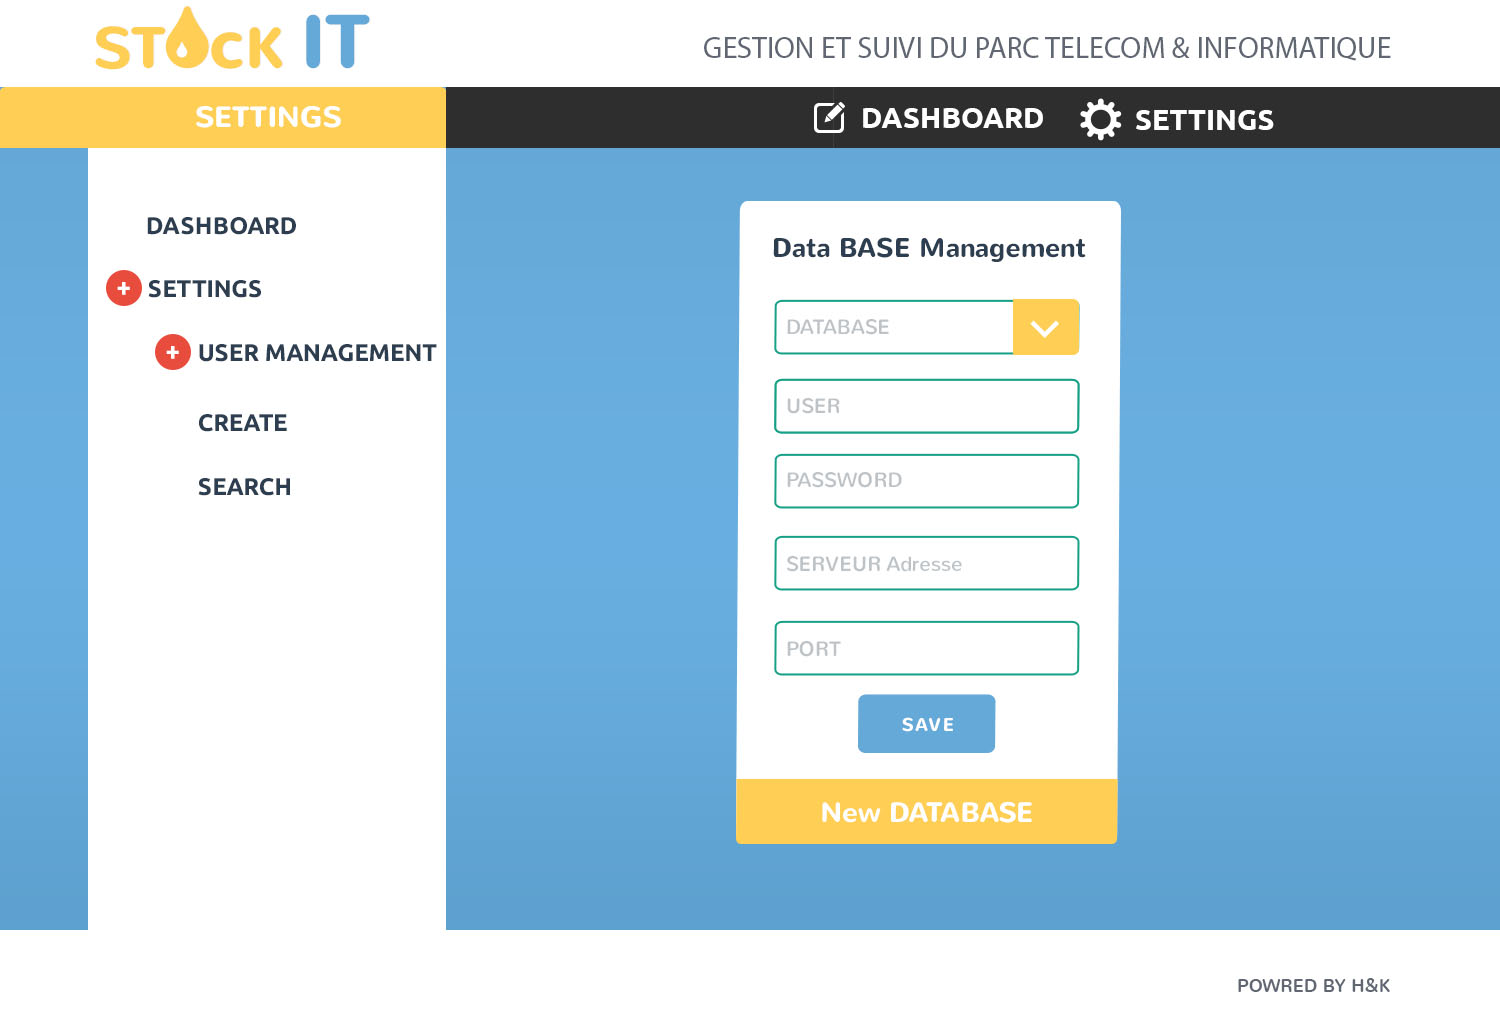 STOCK IT
GESTION ET SUIVI DU PARC TELECOM & INFORMATIQUE
SETTINGS
DASHBOARD
SETTINGS
DASHBOARD
SETTINGS
USER MANAGEMENT
CREATE
SEARCH
Data BASE Management
DATABASE
USER
PASSWORD
SERVEUR Adresse
PORT
SAVE
New DATABASE
POWRED BY H&K